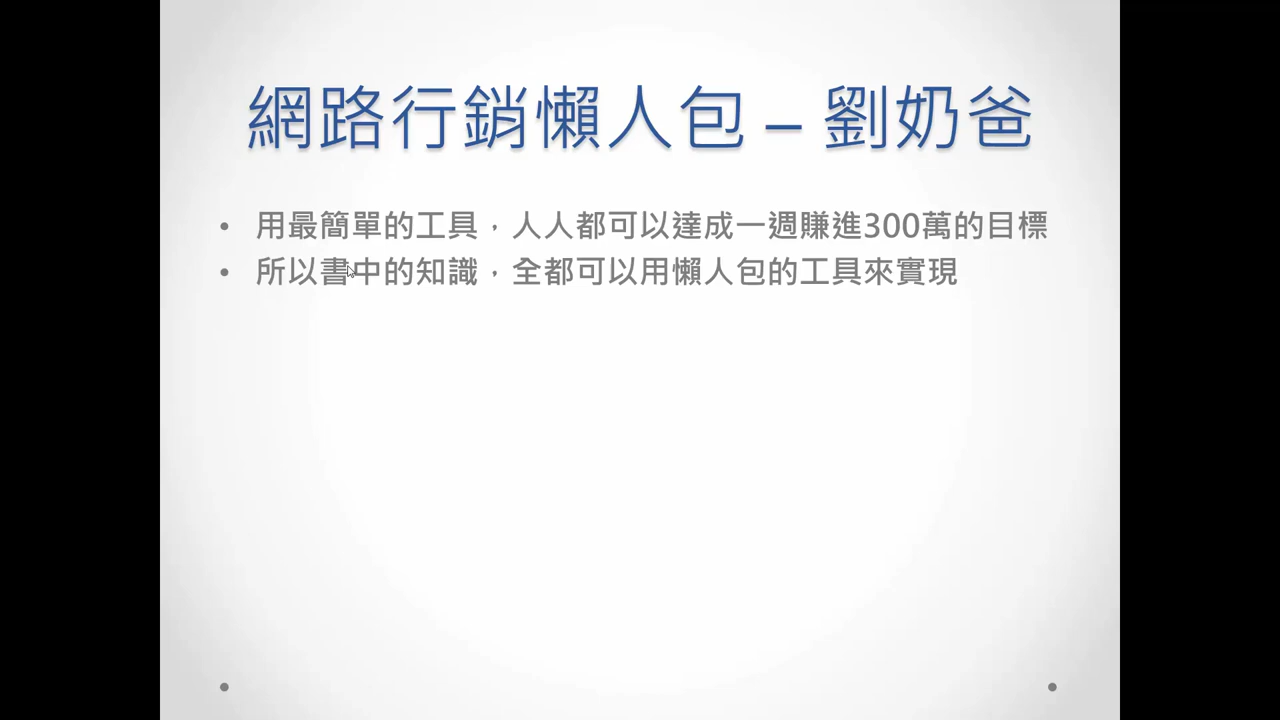 網路行銷懶人包 – 劉奶爸
• 用最簡單的工具，人人都可以達成一週賺進300萬的目標
• 所以書中的知識，全都可以用懶人包的工具來實現